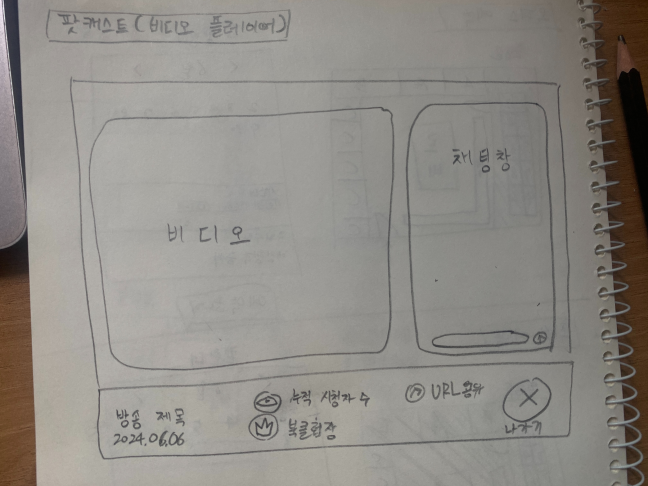 팟캐스트(비디오 플레이어)
비디오
채팅창
방송 제목
2024.06.06
누적 시청자 수
북클럽장
URL 공유
나가기